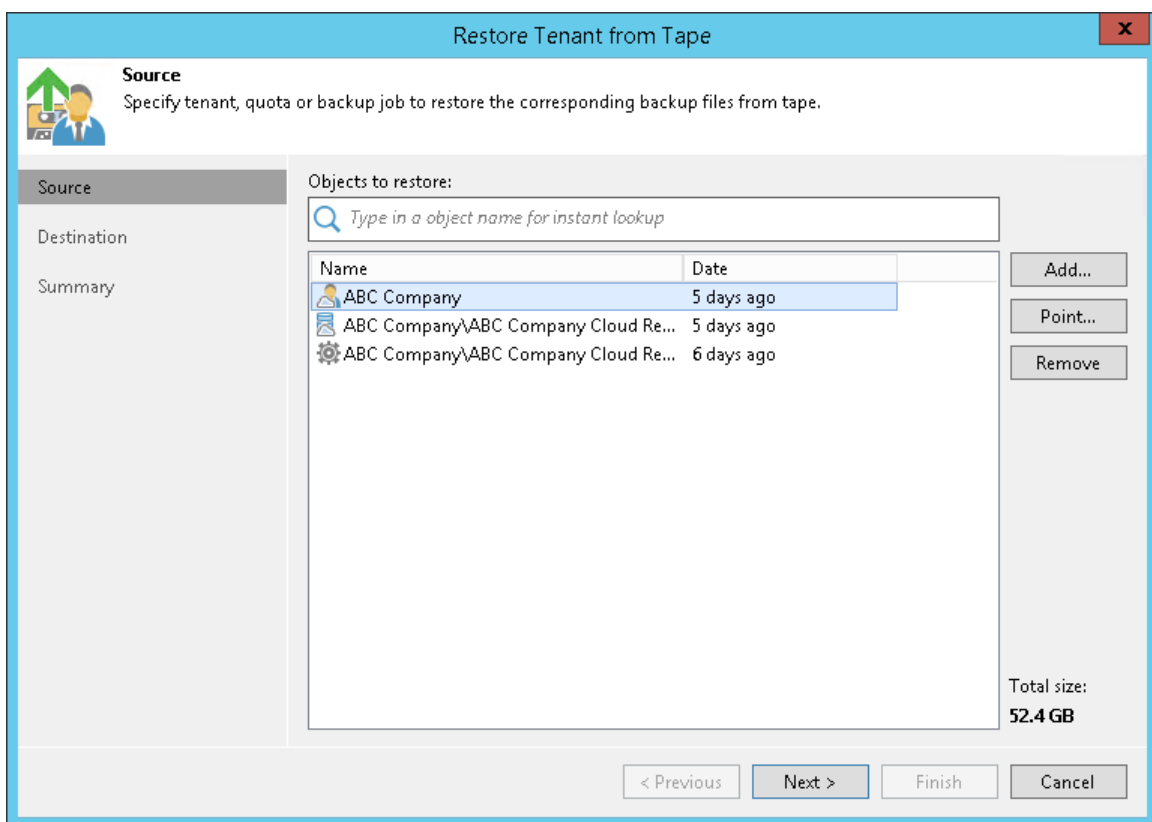 Restore Tenant from Tape
x
Source
Specify tenant, quota or backup job to restore the corresponding backup files from tape.
Source
Destination
Summary
Objects to restore:
Type in a object name for instant lookup
Name Date
ABC Company 5 days ago
ABC Company\ABC Company Cloud Re... 5 days ago
ABC Company\ABC Company Cloud Re... 6 days ago
Add...
Point...
Remove
Total size:
52.4 GB
< Previous Next > Finish Cancel